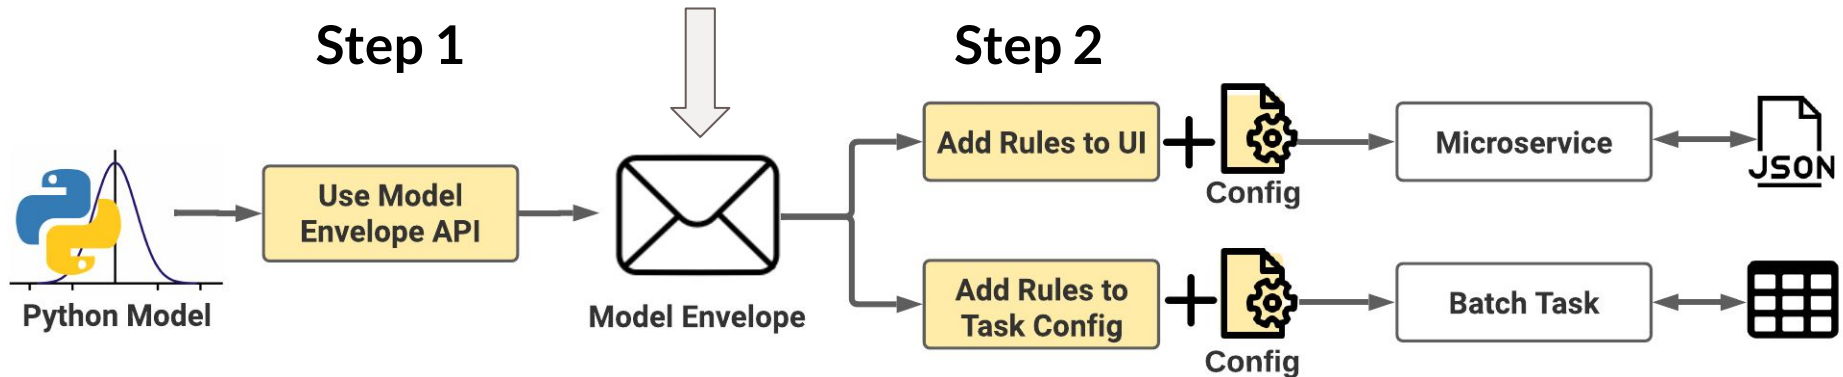 Step 1
Step 2
Python Model
Use Model
Envelope API
Model Envelope
Add Rules to UI
Config
Microservice
JSON
Add Rules to
Task Config
Config
Batch Task